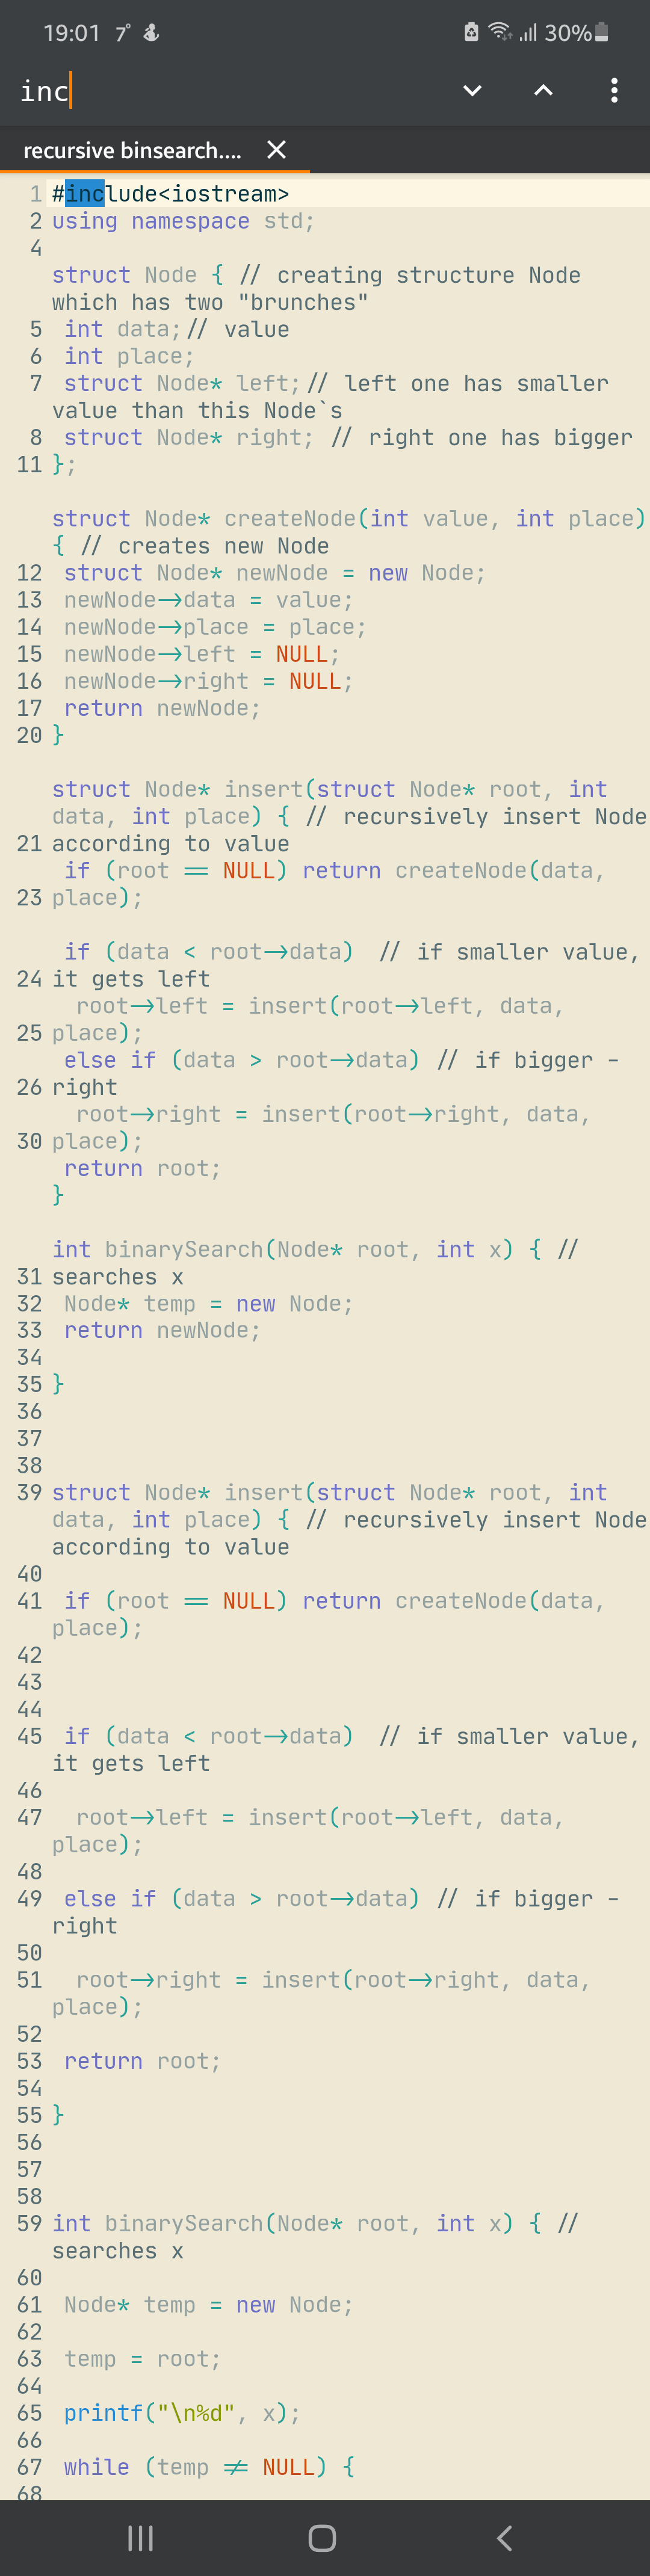 19:01 7° 30%
inc
recursive binsearch....
1 #include<iostream>
2 using namespace std;
4
struct Node { // creating structure Node
which has two "brunches"
5 int data;// value
6 int place;
7 struct Node* left;// left one has smaller
value than this Node`s
8 struct Node* right; // right one has bigger
11 };
struct Node* createNode(int value, int place)
{ // creates new Node
12 struct Node* newNode = new Node;
13 newNode->data = value;
14 newNode->place = place;
15 newNode->left = NULL;
16 newNode->right = NULL;
17 return newNode;
20 }
struct Node* insert(struct Node* root, int
data, int place) { // recursively insert Node
21 according to value
if (root == NULL) return createNode(data,
23 place);
if (data < root->data) // if smaller value,
24 it gets left
root->left = insert(root->left, data,
25 place);
else if (data > root->data) // if bigger -
26 right
root->right = insert(root->right, data,
30 place);
return root;
}
int binarySearch(Node* root, int x) { //
31 searches x
32 Node* temp = new Node;
33 return newNode;
34
35 }
36
37
38
39 struct Node* insert(struct Node* root, int
data, int place) { // recursively insert Node
according to value
40
41 if (root == NULL) return createNode(data,
place);
42
43
44
45 if (data < root->data) // if smaller value,
it gets left
46
47 root->left = insert(root->left, data,
place);
48
49 else if (data > root->data) // if bigger -
right
50
51 root->right = insert(root->right, data,
place);
52
53 return root;
54
55 }
56
57
58
59 int binarySearch(Node* root, int x) { //
searches x
60
61 Node* temp = new Node;
62
63 temp = root;
64
65 printf("\n%d", x);
66
67 while (temp != NULL) {
68